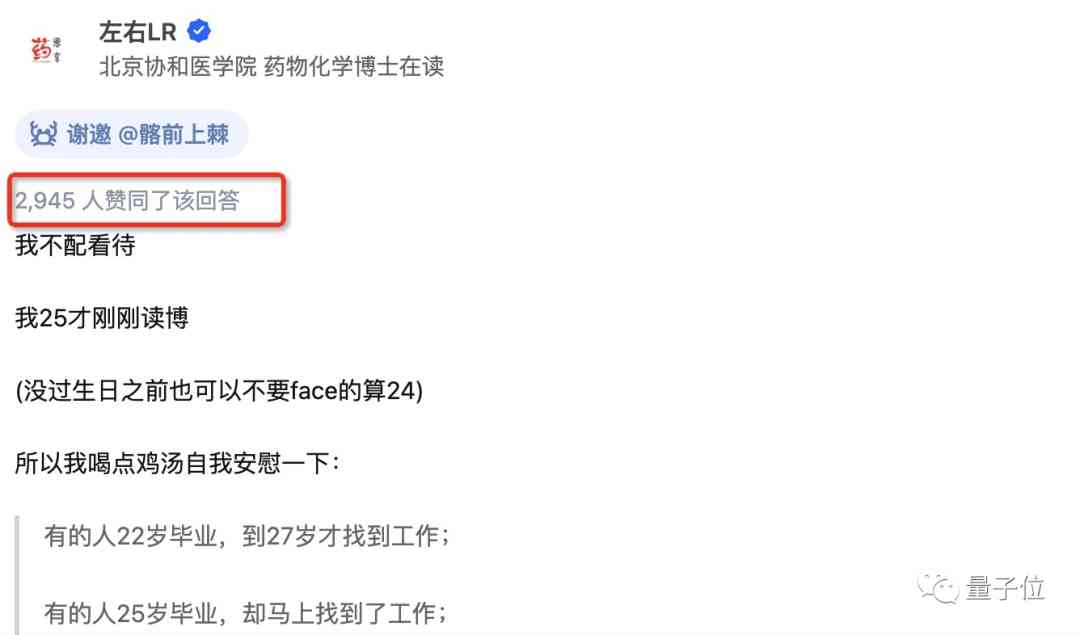 左右LR
北京协和医学院 药物化学博士在读
谢邀 @髂前上棘
2,945 人赞同了该回答
我不配看待
我25才刚刚读博
(没过生日之前也可以不要face的算24)
所以我喝点鸡汤自我安慰一下：
有的人22岁毕业，到27岁才找到工作；
有的人25岁毕业，却马上找到了工作；
量子位